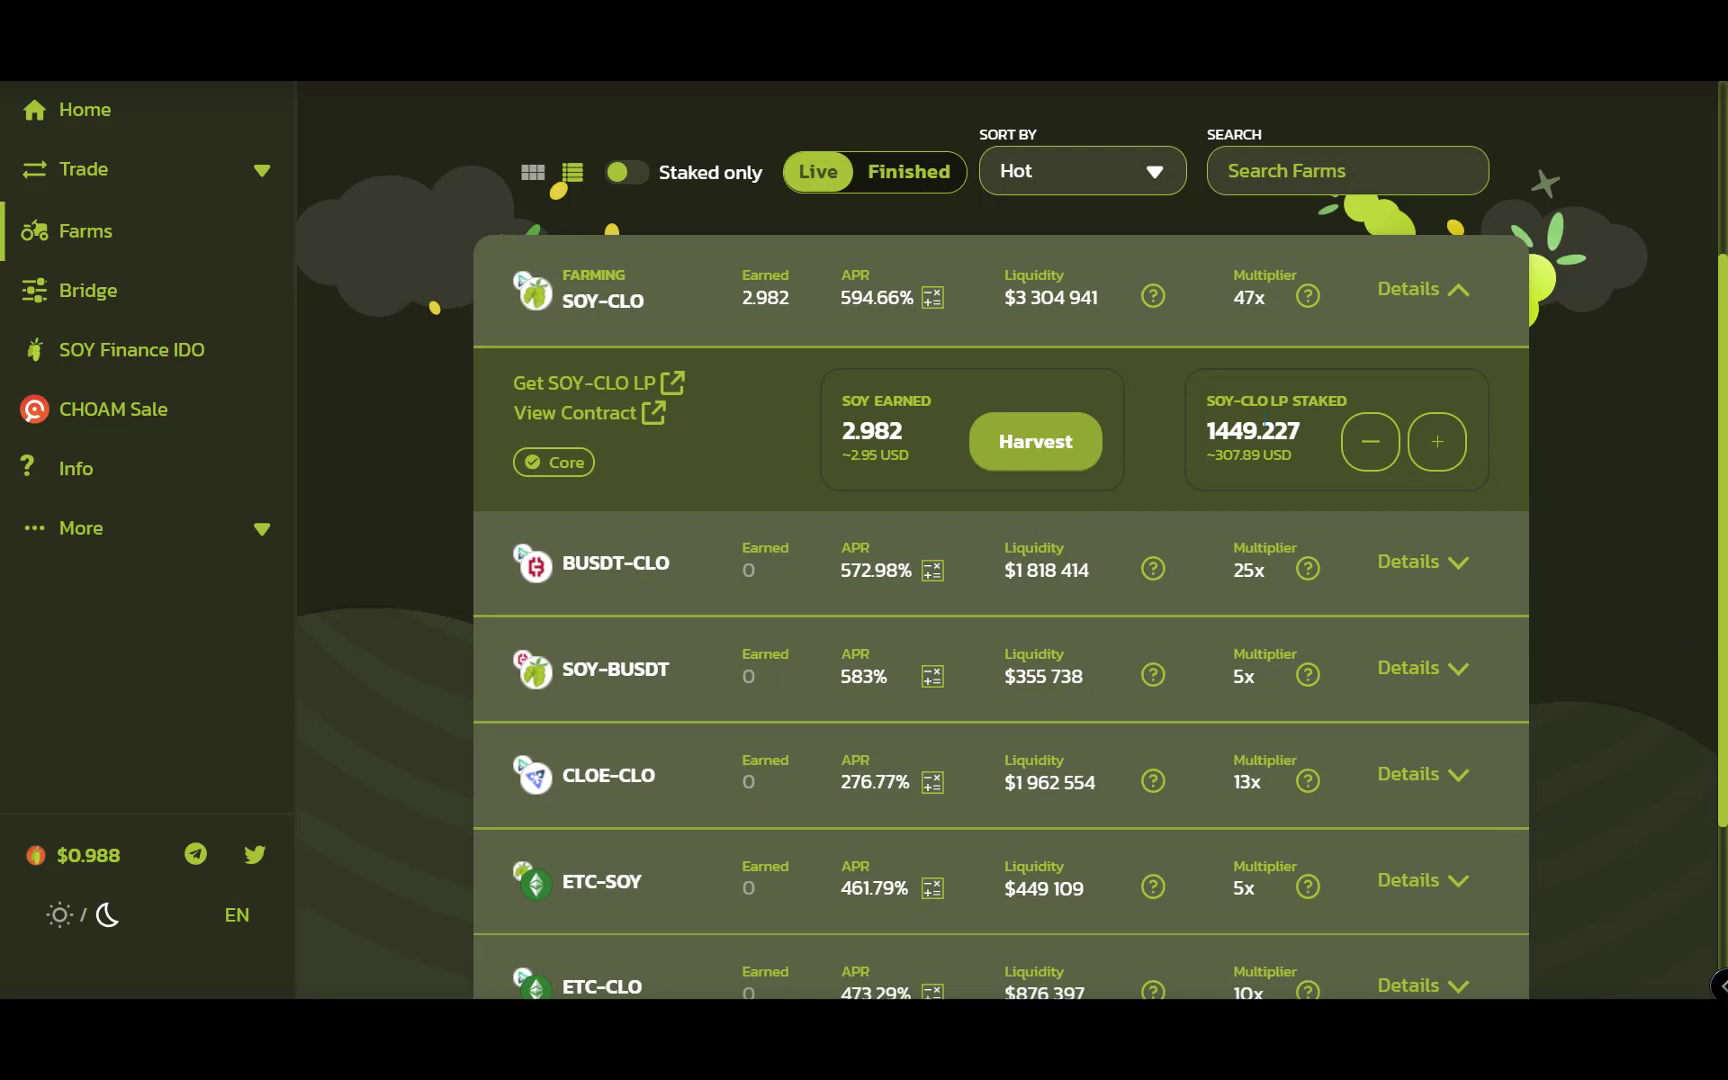 Home
Trade
Farms
Bridge
SOY Finance IDO
CHOAM Sale
? Info
More
$0.988
/
EN
Staked only
Live Finished
SORT BY
Hot
SEARCH
Search Farms
FARMING
SOY-CLO
Earned
2.982
APR
594.66%
Liquidity
$3 304 941
?
Multiplier
47x
?
Details
Get SOY-CLO LP
View Contract
Core
SOY EARNED
2.982
~2.95 USD
Harvest
SOY-CLO LP STAKED
1449.227
~307.89 USD
− +
BUSDT-CLO
Earned
0
APR
572.98%
Liquidity
$1 818 414
?
Multiplier
25x
?
Details
SOY-BUSDT
Earned
0
APR
583%
Liquidity
$355 738
?
Multiplier
5x
?
Details
CLOE-CLO
Earned
0
APR
276.77%
Liquidity
$1 962 554
?
Multiplier
13x
?
Details
ETC-SOY
Earned
0
APR
461.79%
Liquidity
$449 109
?
Multiplier
5x
?
Details
ETC-CLO
Earned
0
APR
473.29%
Liquidity
$876 397
?
Multiplier
10x
?
Details